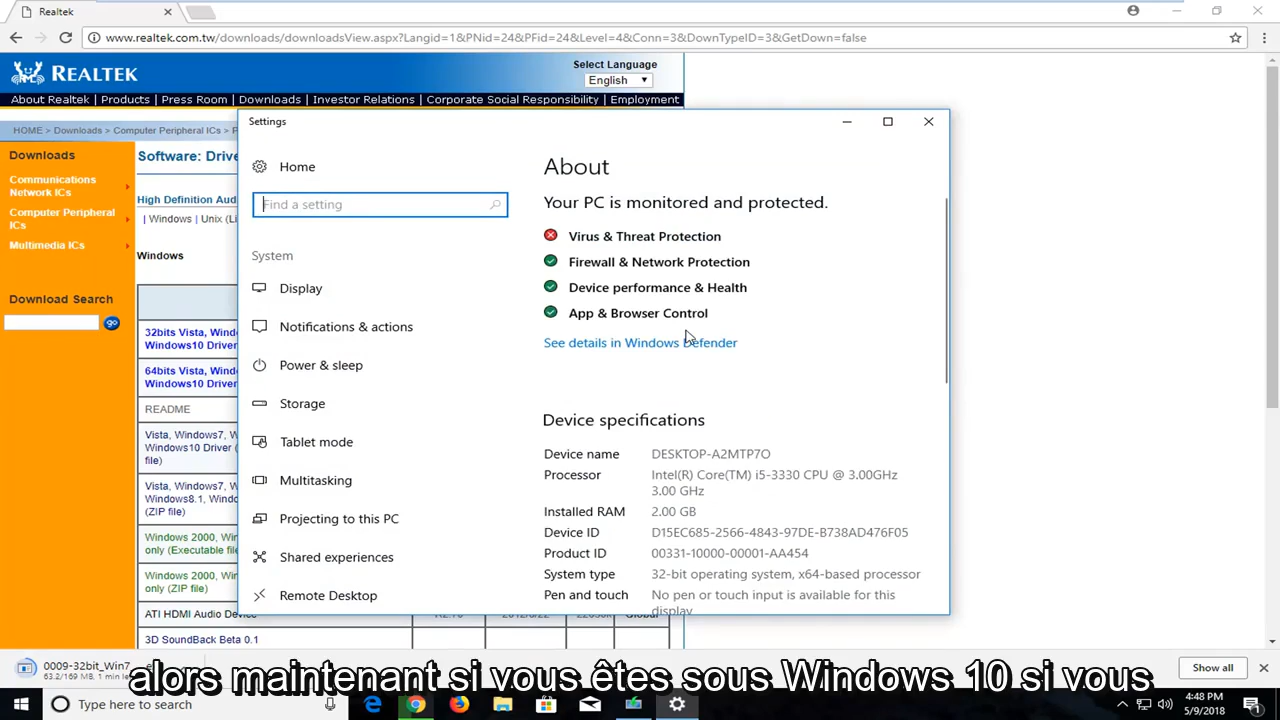 Realtek
www.realtek.com.tw/downloads/downloadsView.aspx?Langid=1&PNid=24&PFid=24&Level=4&Conn=3&DownTypeID=3&GetDown=false
REALTEK
Select Language
English
About Realtek | Products | Press Room | Downloads | Investor Relations | Corporate Social Responsibility | Employment
HOME > Downloads > Computer Peripheral ICs > P
Downloads
Communications
Network ICs
Computer Peripheral
ICs
Multimedia ICs
Download Search
go
Software: Drive
High Definition Aud
| Windows | Unix (Li
Windows
32bits Vista, Windo
Windows10 Driver
64bits Vista, Windo
Windows10 Driver
README
Vista, Windows7, W
Windows10 Driver (
file)
Vista, Windows7, W
Windows8.1, Window
(ZIP file)
Windows 2000, Win
only (Executable file
Windows 2000, Win
only (ZIP file)
ATI HDMI Audio Device
3D SoundBack Beta 0.1
Settings
Home
Find a setting
System
Display
Notifications & actions
Power & sleep
Storage
Tablet mode
Multitasking
Projecting to this PC
Shared experiences
Remote Desktop
About
Your PC is monitored and protected.
Virus & Threat Protection
Firewall & Network Protection
Device performance & Health
App & Browser Control
See details in Windows Defender
Device specifications
Device name DESKTOP-A2MTP7O
Processor Intel(R) Core(TM) i5-3330 CPU @ 3.00GHz
3.00 GHz
Installed RAM 2.00 GB
Device ID D15EC685-2566-4843-97DE-B738AD476F05
Product ID 00331-10000-00001-AA454
System type 32-bit operating system, x64-based processor
Pen and touch No pen or touch input is available for this
display
0009-32bit_Win7
63.2/169 MB, 1 min
Show all
alors maintenant si vous êtes sous Windows 10 si vous
Type here to search
4:48 PM
5/9/2018